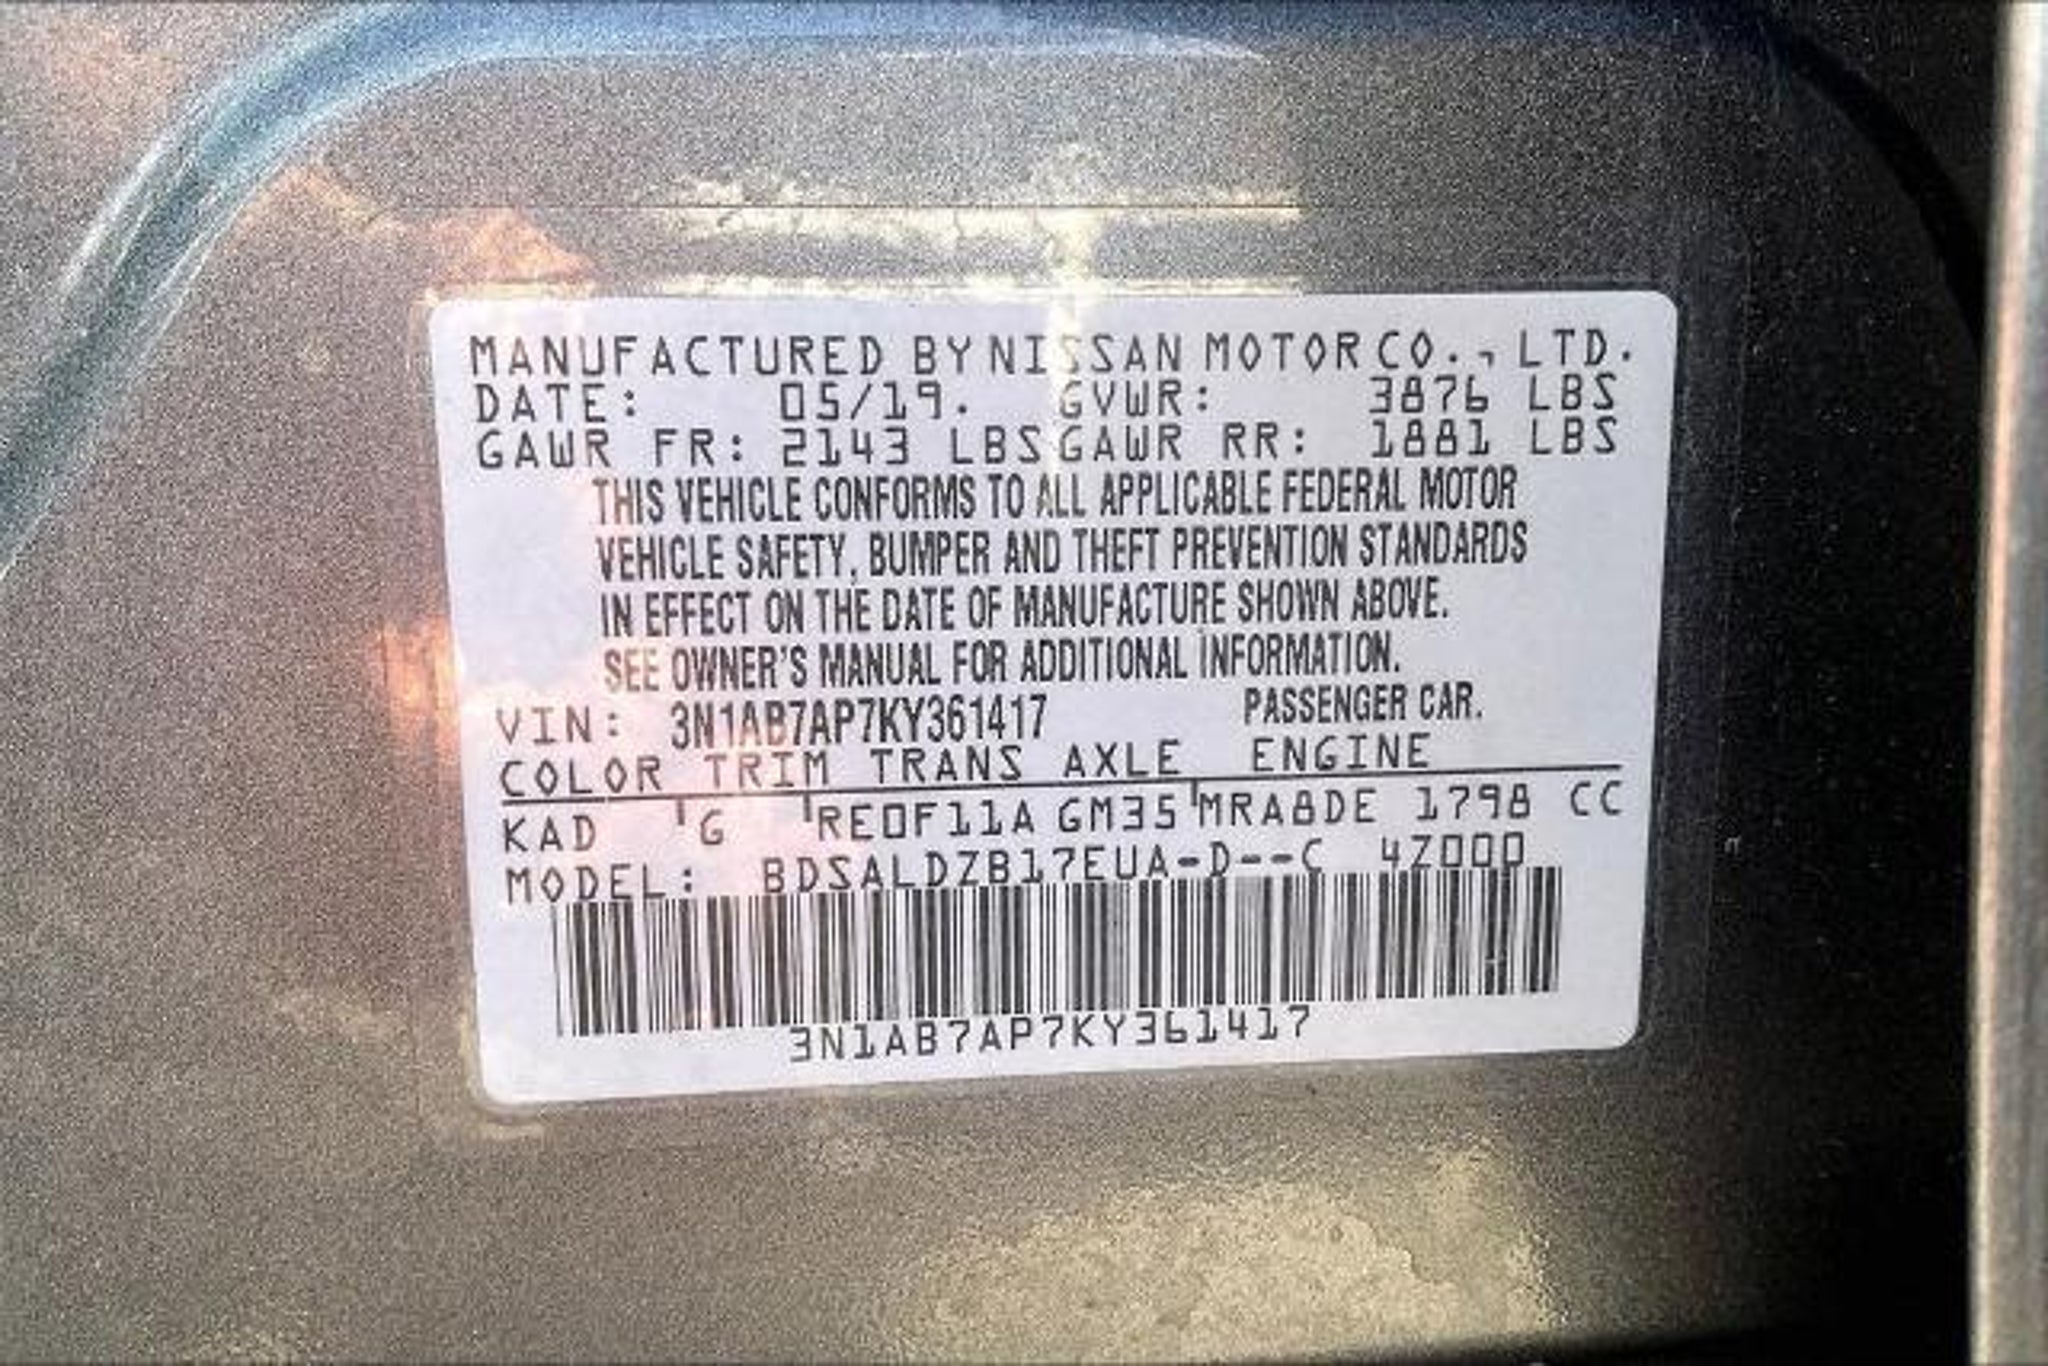 MANUFACTURED BY NISSAN MOTOR CO., LTD.
DATE: 05/19. GVWR: 3876 LBS
GAWR FR: 2143 LBS GAWR RR: 1881 LBS
THIS VEHICLE CONFORMS TO ALL APPLICABLE FEDERAL MOTOR
VEHICLE SAFETY, BUMPER AND THEFT PREVENTION STANDARDS
IN EFFECT ON THE DATE OF MANUFACTURE SHOWN ABOVE.
SEE OWNER'S MANUAL FOR ADDITIONAL INFORMATION.
VIN: 3N1AB7AP7KY361417 PASSENGER CAR.
COLOR TRIM TRANS AXLE ENGINE
KAD G RE0F11A GM35 MRA8DE 1798 CC
MODEL: BDSALDZB17EUA-D--C 4Z000
3N1AB7AP7KY361417